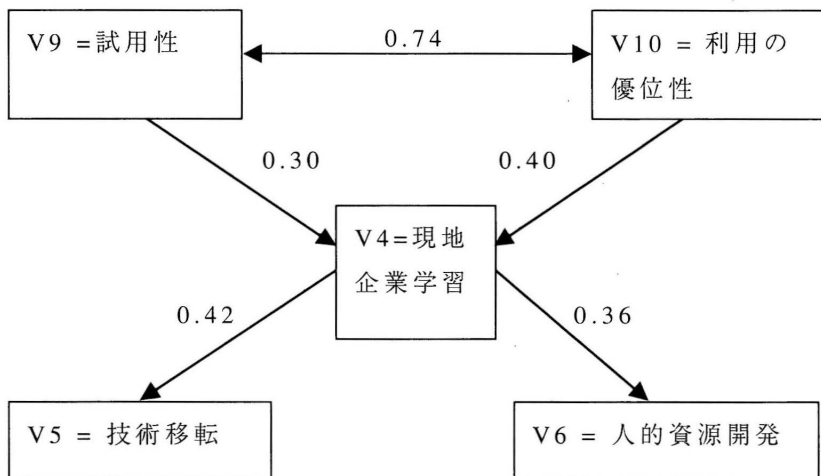 V9 =試用性
0.74
V10 = 利用の
優位性
0.30
0.40
V4=現地
企業学習
0.42
0.36
V5 = 技術移転
V6 = 人的資源開発